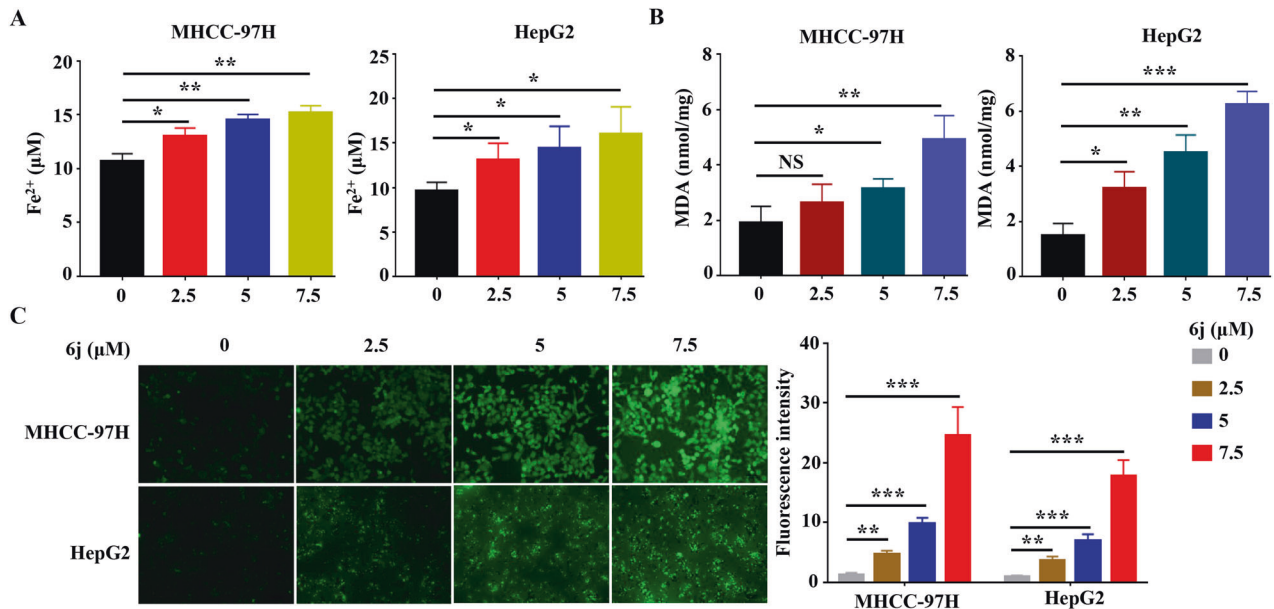 A
MHCC-97H
Fe²⁺ (μM)
20
15
10
5
0
**
**
*
0 2.5 5 7.5
HepG2
Fe²⁺ (μM)
25
20
15
10
5
0
*
*
*
0 2.5 5 7.5
B
MHCC-97H
MDA (nmol/mg)
8
6
4
2
0
**
*
NS
0 2.5 5 7.5
HepG2
MDA (nmol/mg)
8
6
4
2
0
***
**
*
0 2.5 5 7.5
C
6j (μM) 0 2.5 5 7.5
MHCC-97H
HepG2
Fluorescence intensity
40
30
20
10
0
***
***
**
***
***
**
MHCC-97H HepG2
6j (μM)
0
2.5
5
7.5